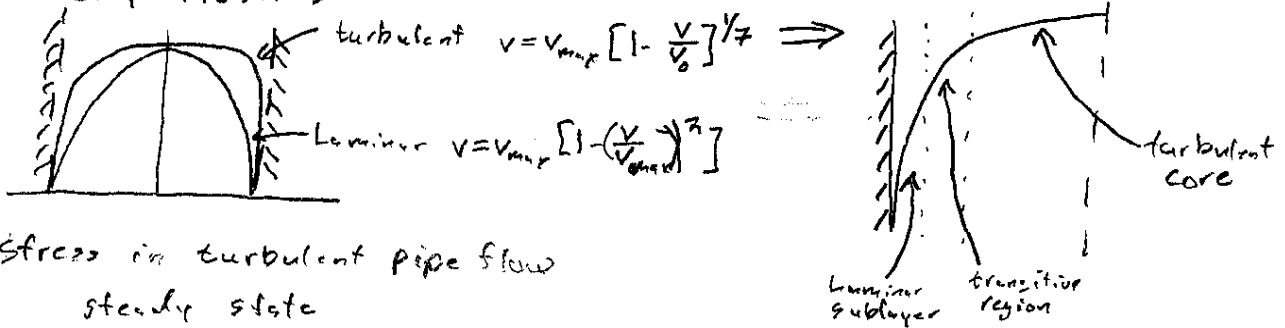 turbulent v = v_max [1 - v/v_0]^1/7 ⇒
Laminar v = v_max [1 - (v/v_max)^2]
turbulent
core
stress in turbulent pipe flow
steady state
Laminar
sublayer
transitive
region